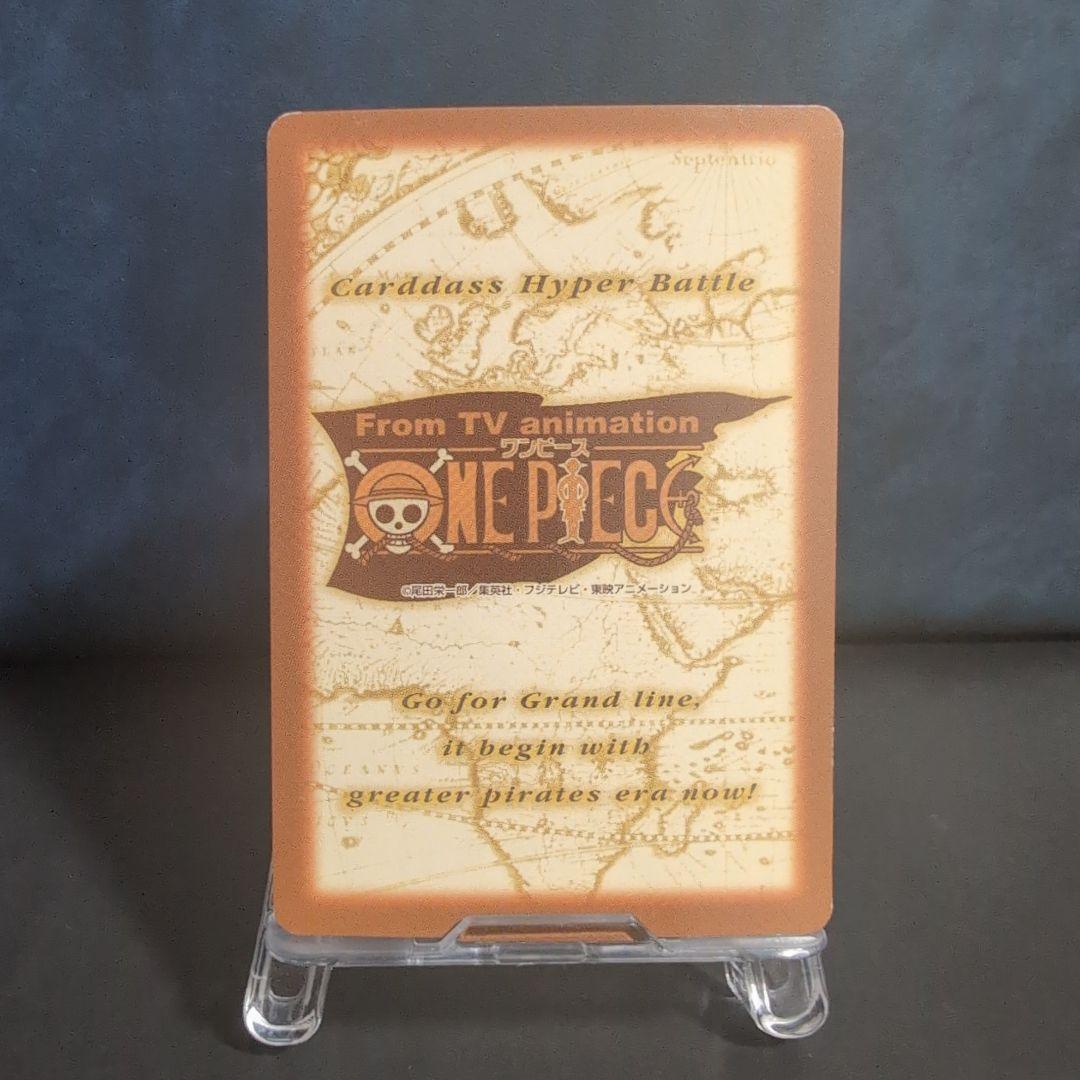 Septentrio
Carddass Hyper Battle
From TV animation
ワンピース
ONE PIECE
©尾田栄一郎／集英社・フジテレビ・東映アニメーション
Go for Grand line,
it begin with
greater pirates era now!